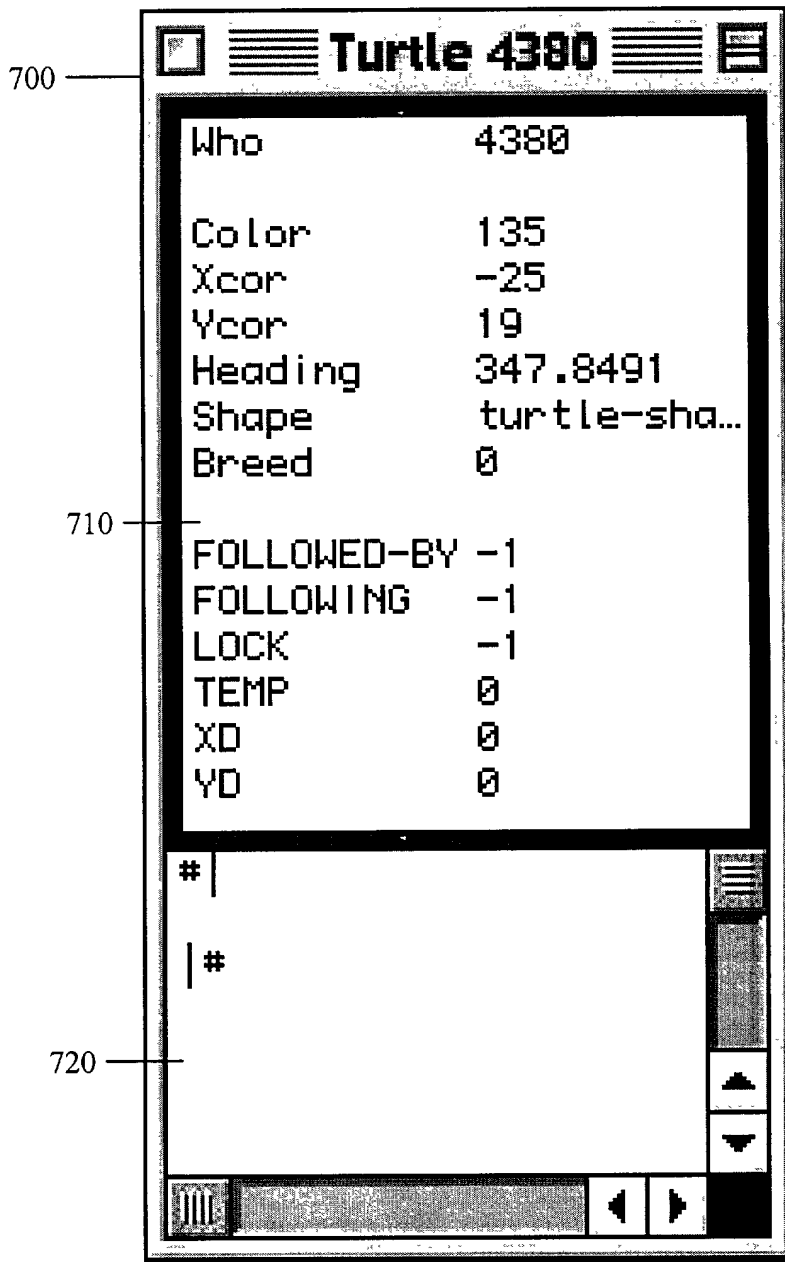 Turtle 4380
700
Who 4380
Color 135
Xcor -25
Ycor 19
Heading 347.8491
Shape turtle-sha...
Breed 0
710
FOLLOWED-BY -1
FOLLOWING -1
LOCK -1
TEMP 0
XD 0
YD 0
#|
|#
720